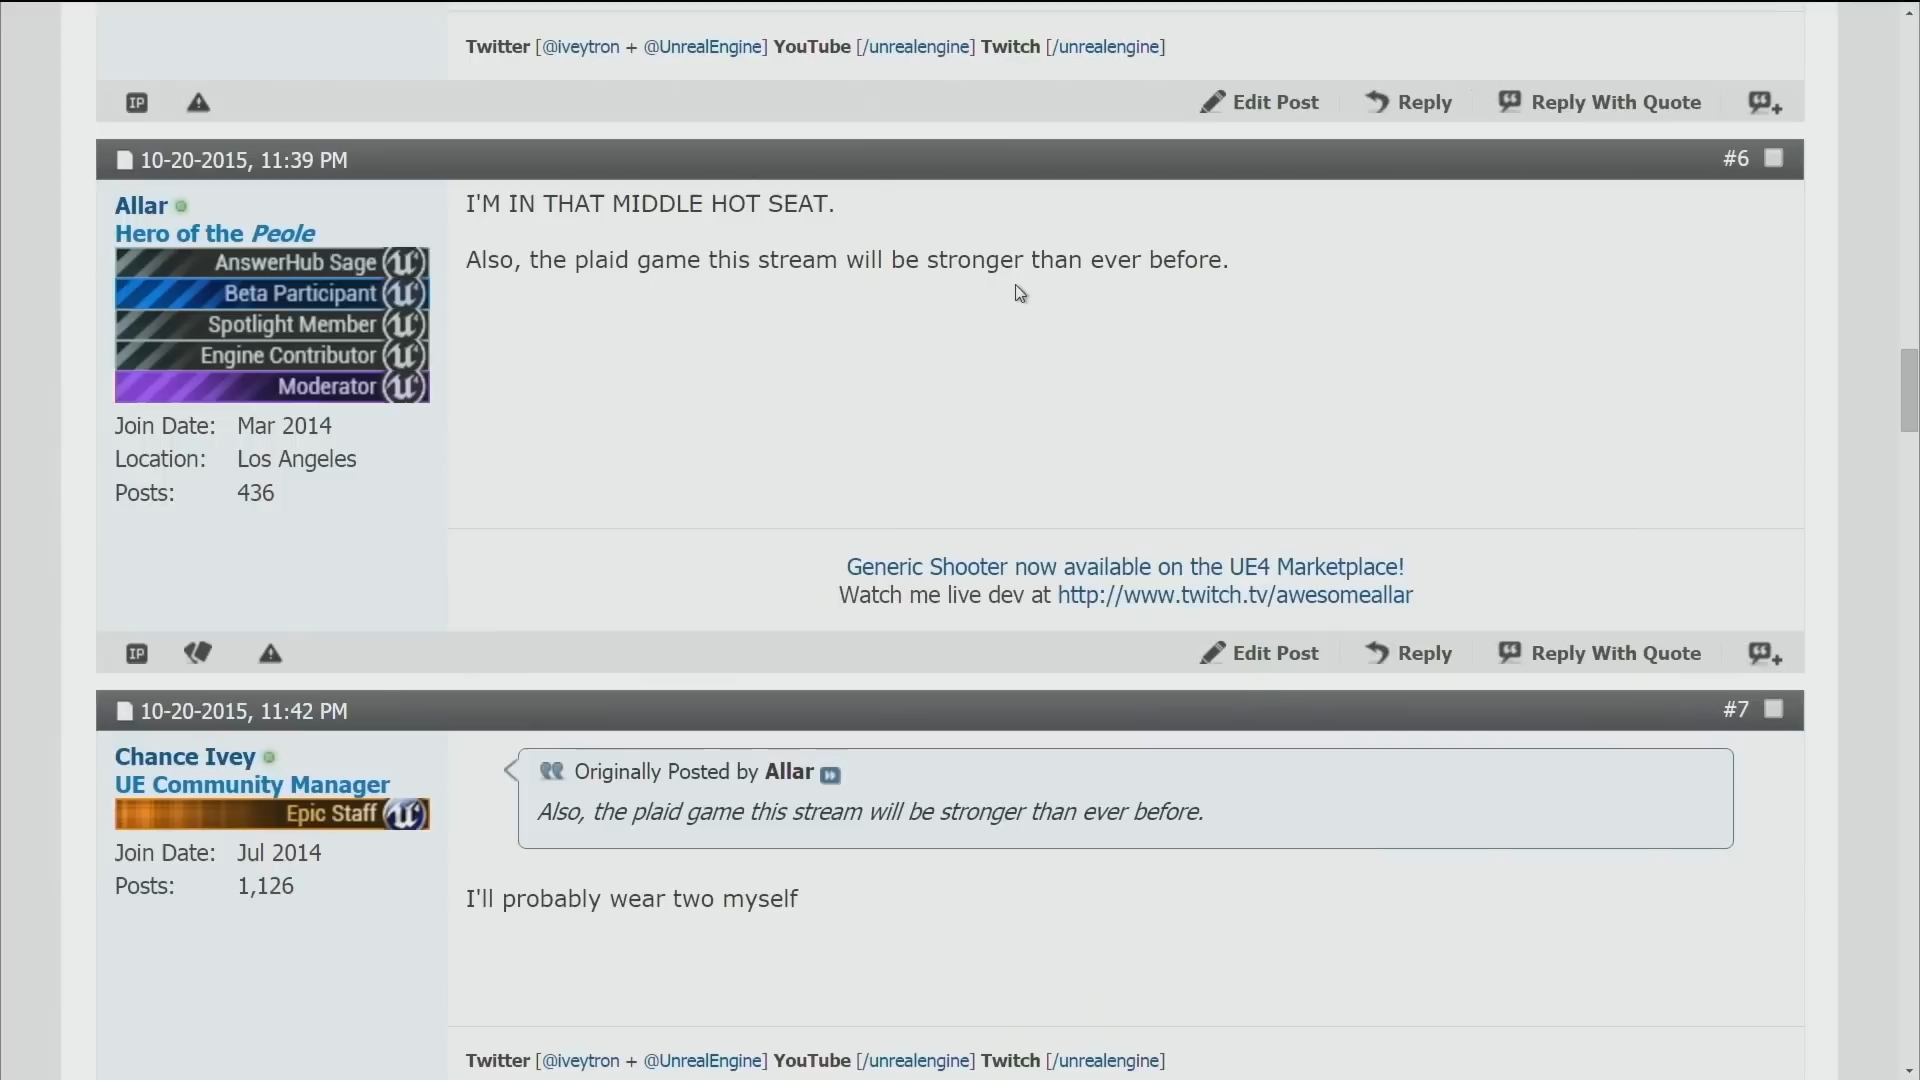 Twitter [@iveytron + @UnrealEngine] YouTube [/unrealengine] Twitch [/unrealengine]
IP
Edit Post
Reply
Reply With Quote
10-20-2015, 11:39 PM
#6
Allar
I'M IN THAT MIDDLE HOT SEAT.
Hero of the Peole
AnswerHub Sage
Also, the plaid game this stream will be stronger than ever before.
Beta Participant
Spotlight Member
Engine Contributor
Moderator
Join Date: Mar 2014
Location: Los Angeles
Posts: 436
Generic Shooter now available on the UE4 Marketplace!
Watch me live dev at http://www.twitch.tv/awesomeallar
IP
Edit Post
Reply
Reply With Quote
10-20-2015, 11:42 PM
#7
Chance Ivey
UE Community Manager
Epic Staff
Join Date: Jul 2014
Posts: 1,126
Originally Posted by Allar
Also, the plaid game this stream will be stronger than ever before.
I'll probably wear two myself
Twitter [@iveytron + @UnrealEngine] YouTube [/unrealengine] Twitch [/unrealengine]